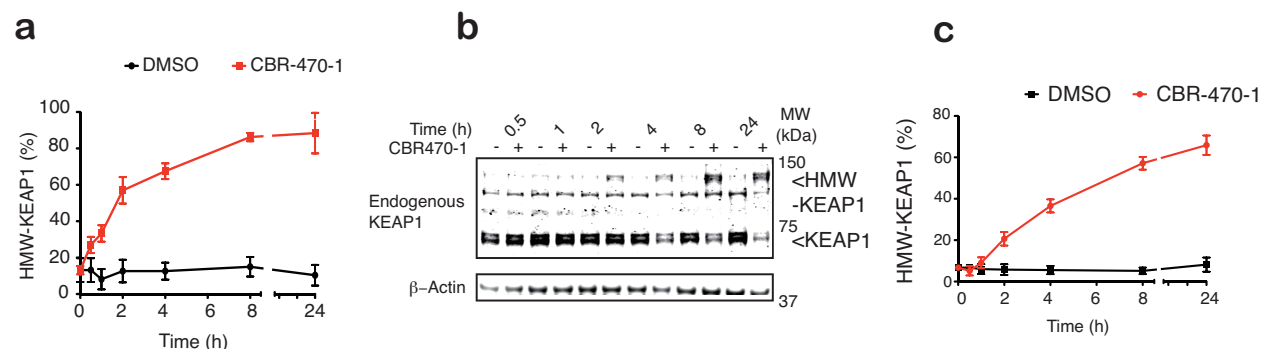 a
DMSO CBR-470-1
HMW-KEAP1 (%)
100
80
60
40
20
0
0 2 4 6 8 24
Time (h)
b
Time (h) 0.5 1 2 4 8 24 MW (kDa)
CBR470-1 - + - + - + - + - + - +
150
<HMW
-KEAP1
Endogenous
KEAP1
75
<KEAP1
β-Actin
37
c
DMSO CBR-470-1
HMW-KEAP1 (%)
80
60
40
20
0
0 2 4 6 8 24
Time (h)